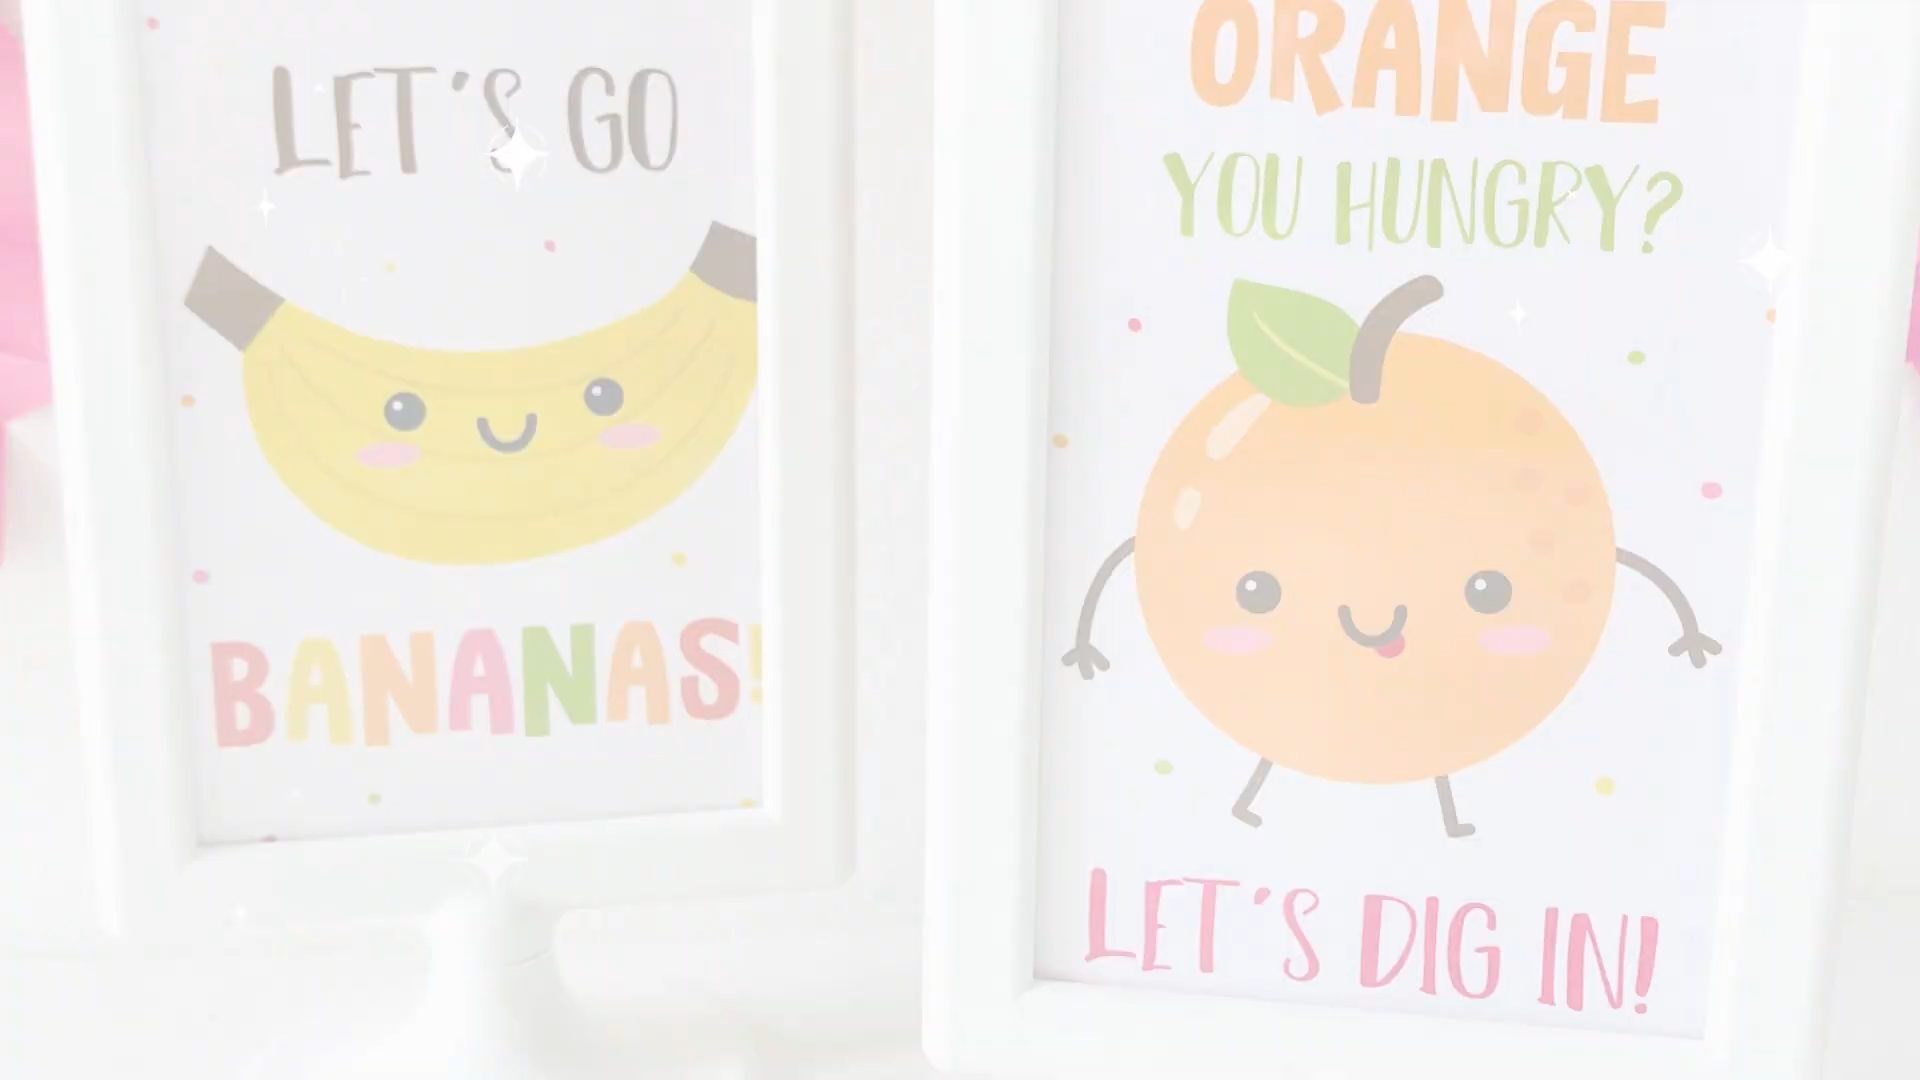 LET'S GO
BANANAS!
ORANGE
YOU HUNGRY?
LET'S DIG IN!